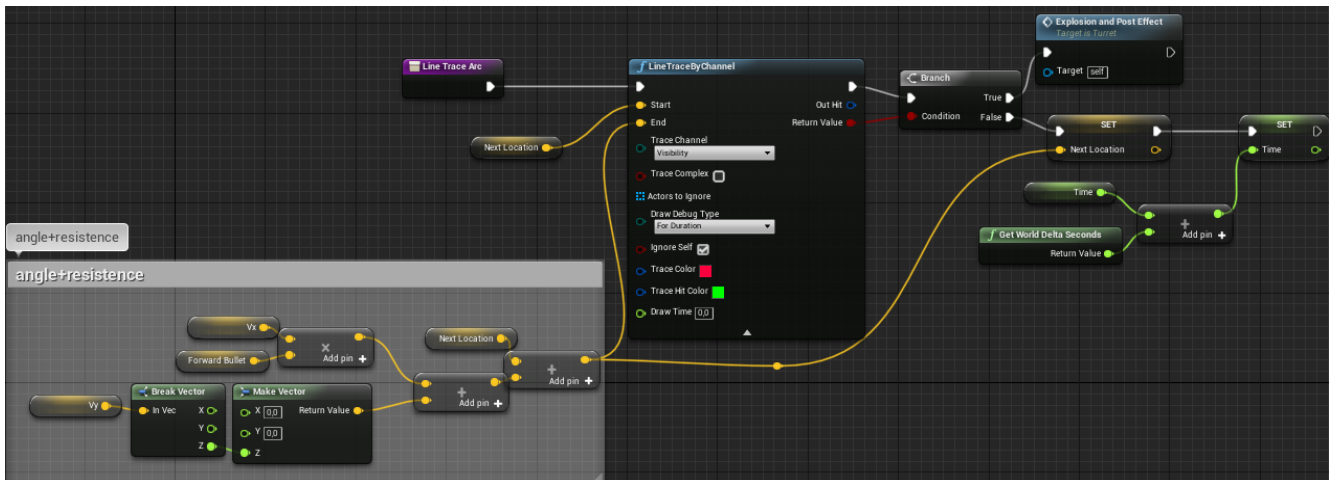 Explosion and Post Effect
Target is Turret
Target self
Line Trace Arc
LineTraceByChannel
Start
Out Hit
End
Return Value
Trace Channel
Visibility
Trace Complex
Actors to Ignore
Draw Debug Type
For Duration
Ignore Self
Trace Color
Trace Hit Color
Draw Time 0,0
Branch
True
Condition
False
SET
Next Location
SET
Time
Next Location
Time
Add pin
Get World Delta Seconds
Return Value
angle+resistence
angle+resistence
Vx
Add pin
Forward Bullet
Next Location
Add pin
Add pin
Vy
Break Vector
In Vec
X
Y
Z
Make Vector
X 0,0
Return Value
Y 0,0
Z